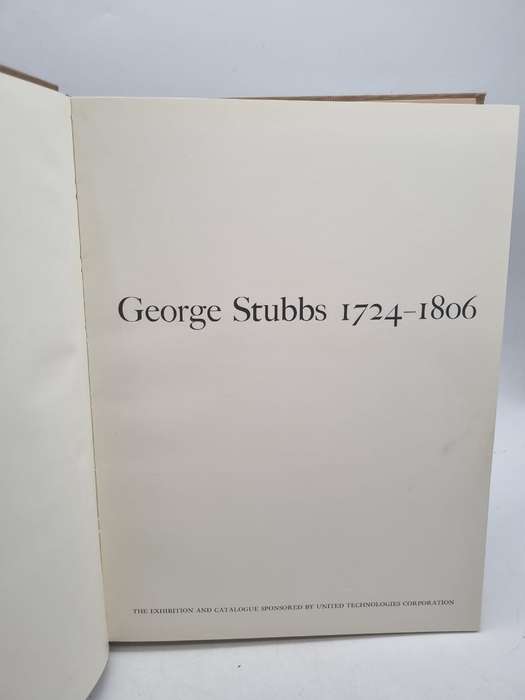 George Stubbs 1724–1806
THE EXHIBITION AND CATALOGUE SPONSORED BY UNITED TECHNOLOGIES CORPORATION